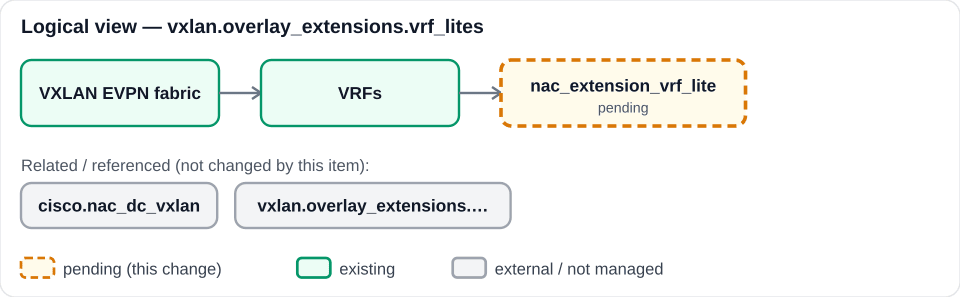 Logical view — vxlan.overlay_extensions.vrf_lites
VXLAN EVPN fabric
VRFs
nac_extension_vrf_lite
pending
Related / referenced (not changed by this item):
cisco.nac_dc_vxlan
vxlan.overlay_extensions.…
pending (this change)
existing
external / not managed